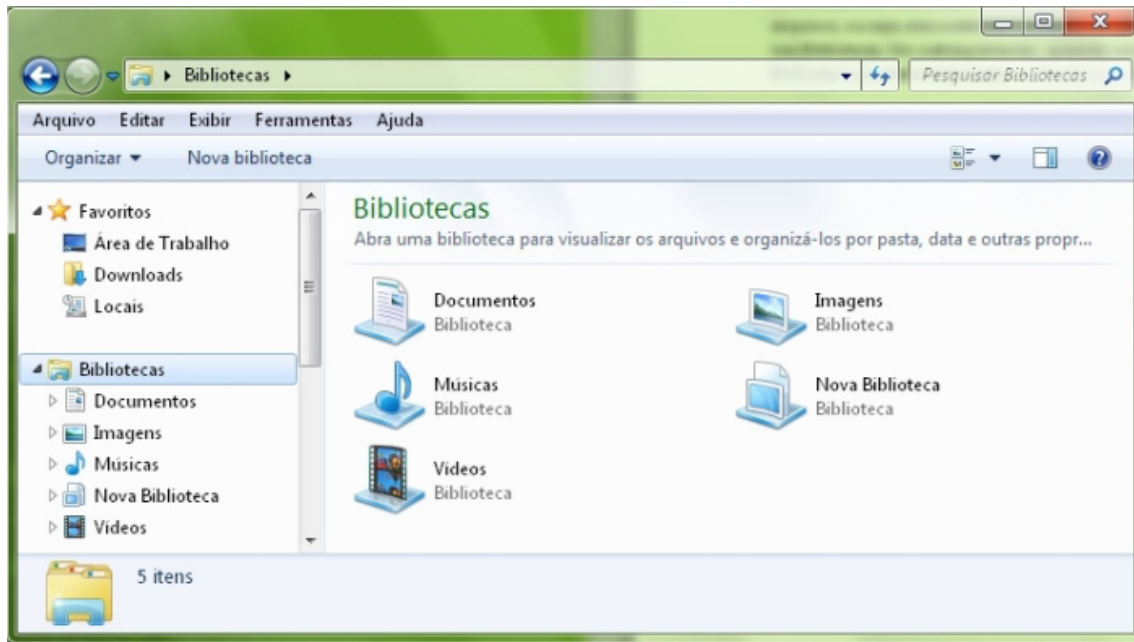 Bibliotecas
Pesquisar Bibliotecas
Arquivo Editar Exibir Ferramentas Ajuda
Organizar Nova biblioteca
Favoritos
Área de Trabalho
Downloads
Locais
Bibliotecas
Documentos
Imagens
Músicas
Nova Biblioteca
Vídeos
Bibliotecas
Abra uma biblioteca para visualizar os arquivos e organizá-los por pasta, data e outras propr...
Documentos
Biblioteca
Imagens
Biblioteca
Músicas
Biblioteca
Nova Biblioteca
Biblioteca
Vídeos
Biblioteca
5 itens